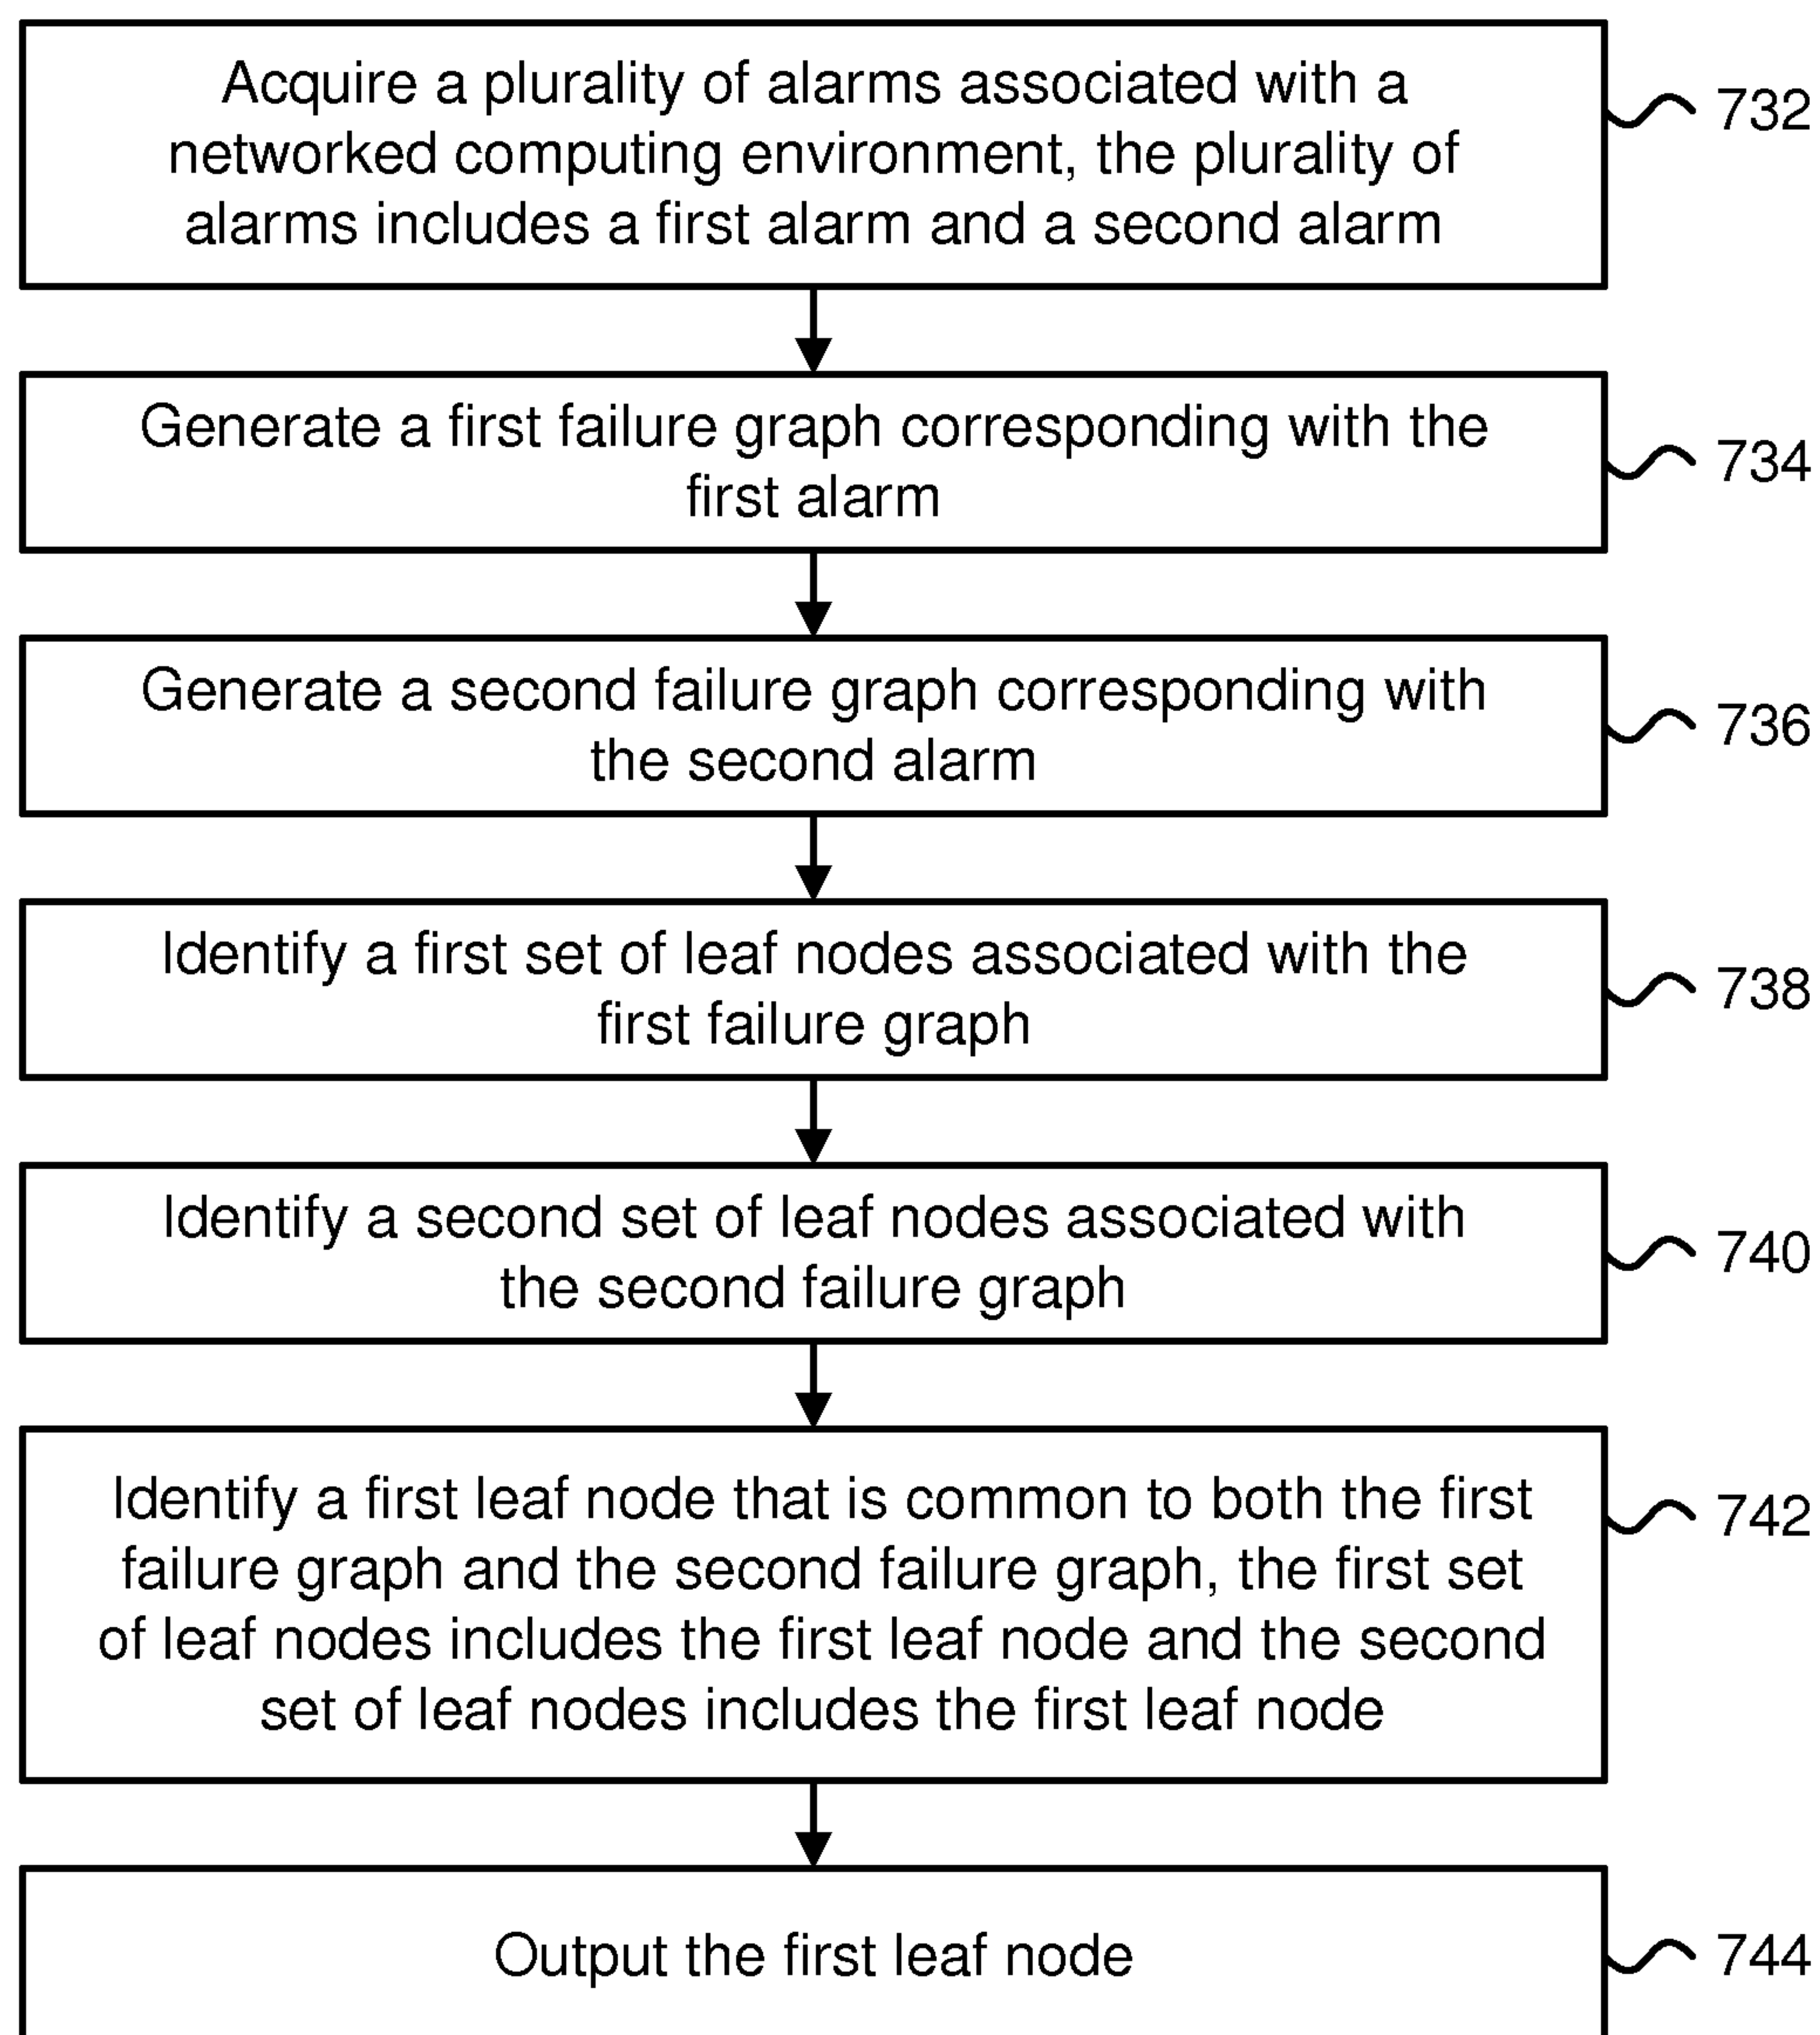 Acquire a plurality of alarms associated with a
networked computing environment, the plurality of
alarms includes a first alarm and a second alarm
732
Generate a first failure graph corresponding with the
first alarm
734
Generate a second failure graph corresponding with
the second alarm
736
Identify a first set of leaf nodes associated with the
first failure graph
738
Identify a second set of leaf nodes associated with
the second failure graph
740
Identify a first leaf node that is common to both the first
failure graph and the second failure graph, the first set
of leaf nodes includes the first leaf node and the second
set of leaf nodes includes the first leaf node
742
Output the first leaf node
744